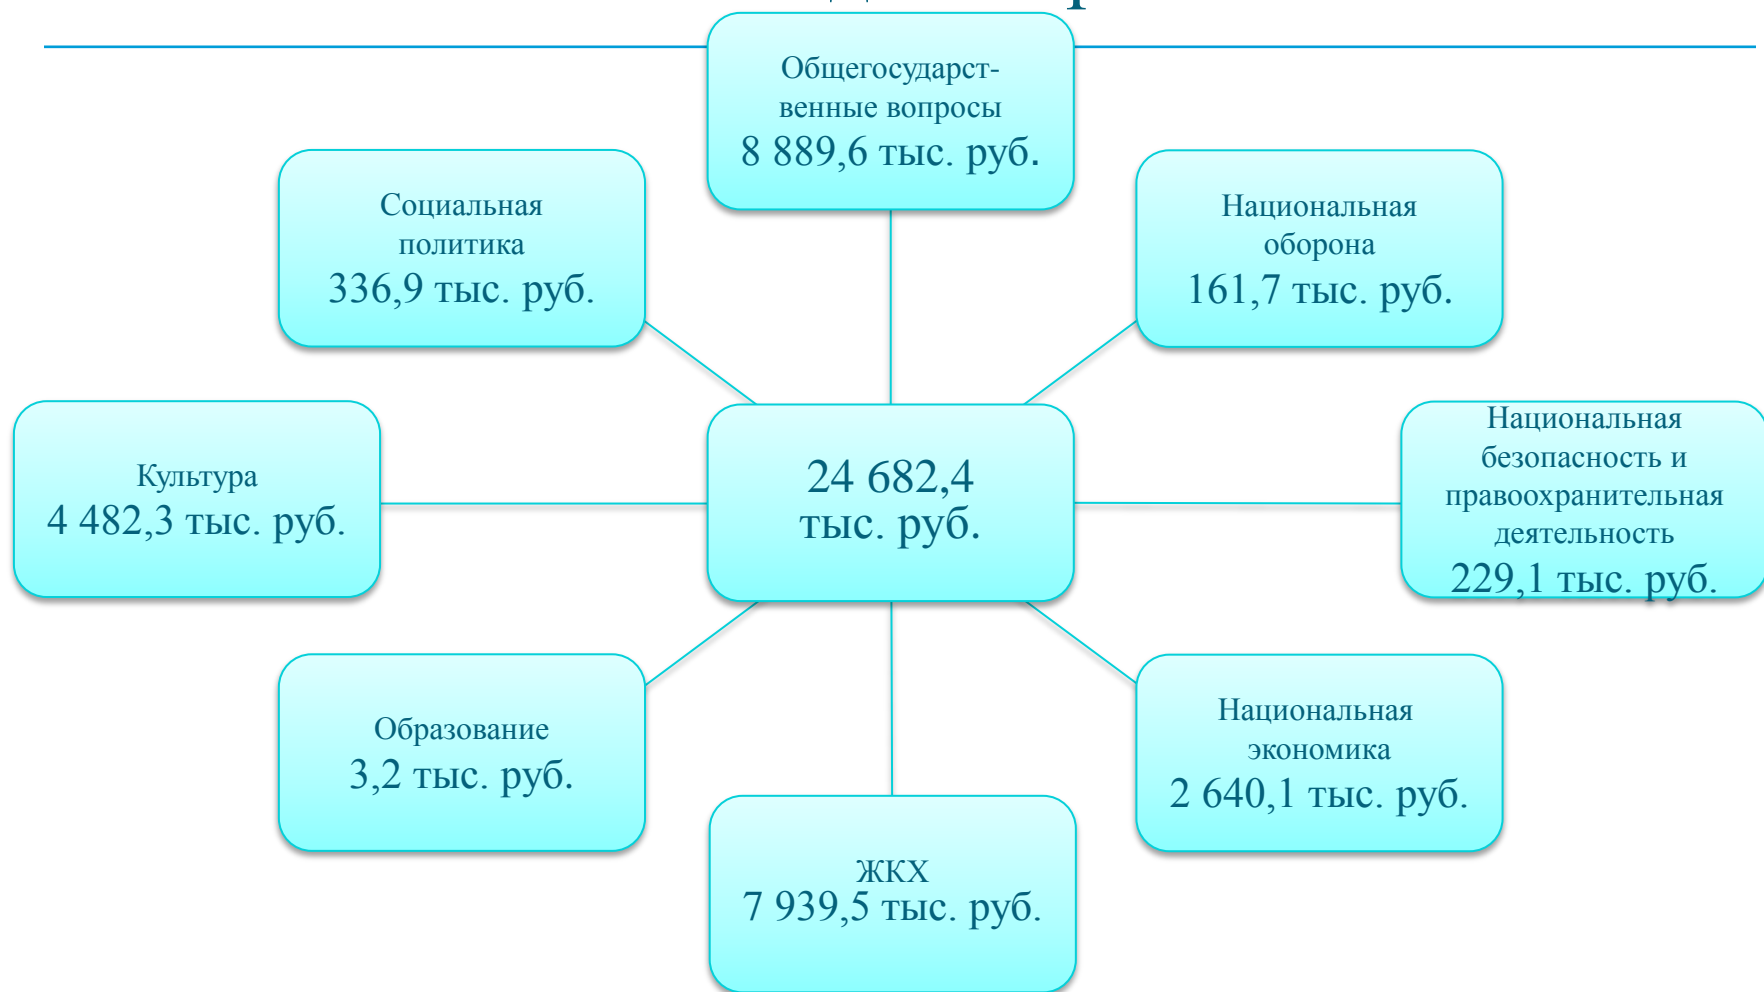 Общегосударст-
венные вопросы
8 889,6 тыс. руб.
Социальная
политика
336,9 тыс. руб.
Национальная
оборона
161,7 тыс. руб.
Культура
4 482,3 тыс. руб.
24 682,4
тыс. руб.
Национальная
безопасность и
правоохранительная
деятельность
229,1 тыс. руб.
Образование
3,2 тыс. руб.
Национальная
экономика
2 640,1 тыс. руб.
ЖКХ
7 939,5 тыс. руб.